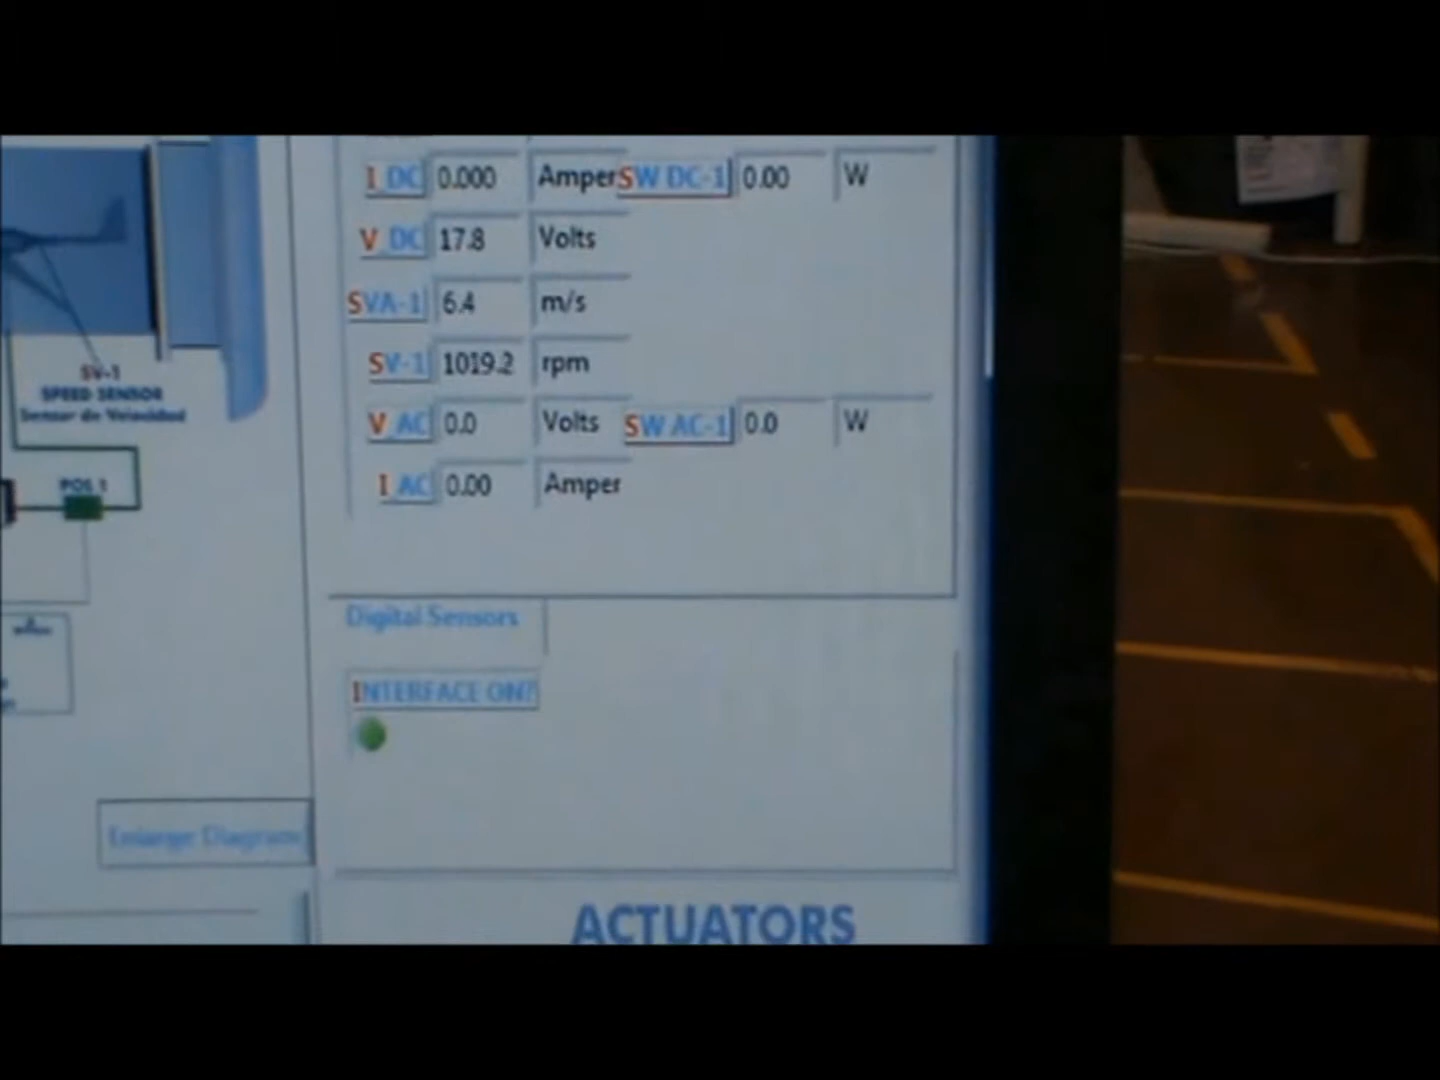 I DC 0.000 Amper SW DC-1 0.00 W
V DC 17.8 Volts
SVA-1 6.4 m/s
SV-1 1019.2 rpm
V AC 0.0 Volts SW AC-1 0.0 W
I AC 0.00 Amper
SV-1
SPEED SENSOR
Sensor de Velocidad
POS 1
Digital Sensors
INTERFACE ON?
Enlarge Diagram
ACTUATORS